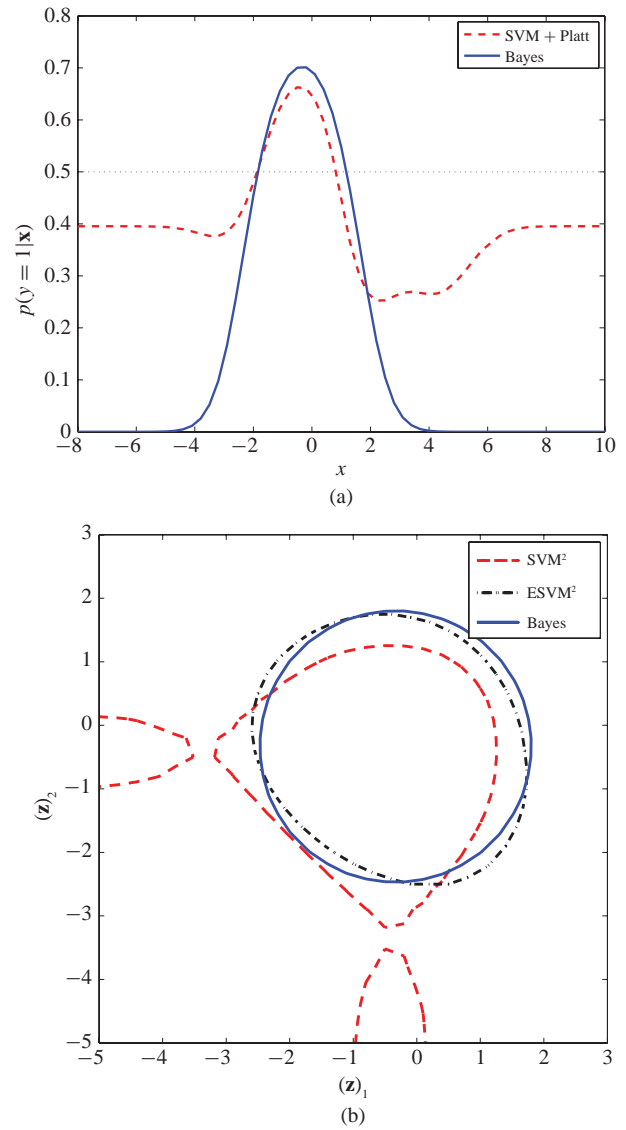 0.8
0.7
0.6
0.5
0.4
0.3
0.2
0.1
0
p(y = 1|x)
SVM + Platt
Bayes
−8 −6 −4 −2 0 2 4 6 8 10
x
(a)
3
2
1
0
−1
−2
−3
−4
−5
(z)2
SVM²
ESVM²
Bayes
−5 −4 −3 −2 −1 0 1 2 3
(z)1
(b)